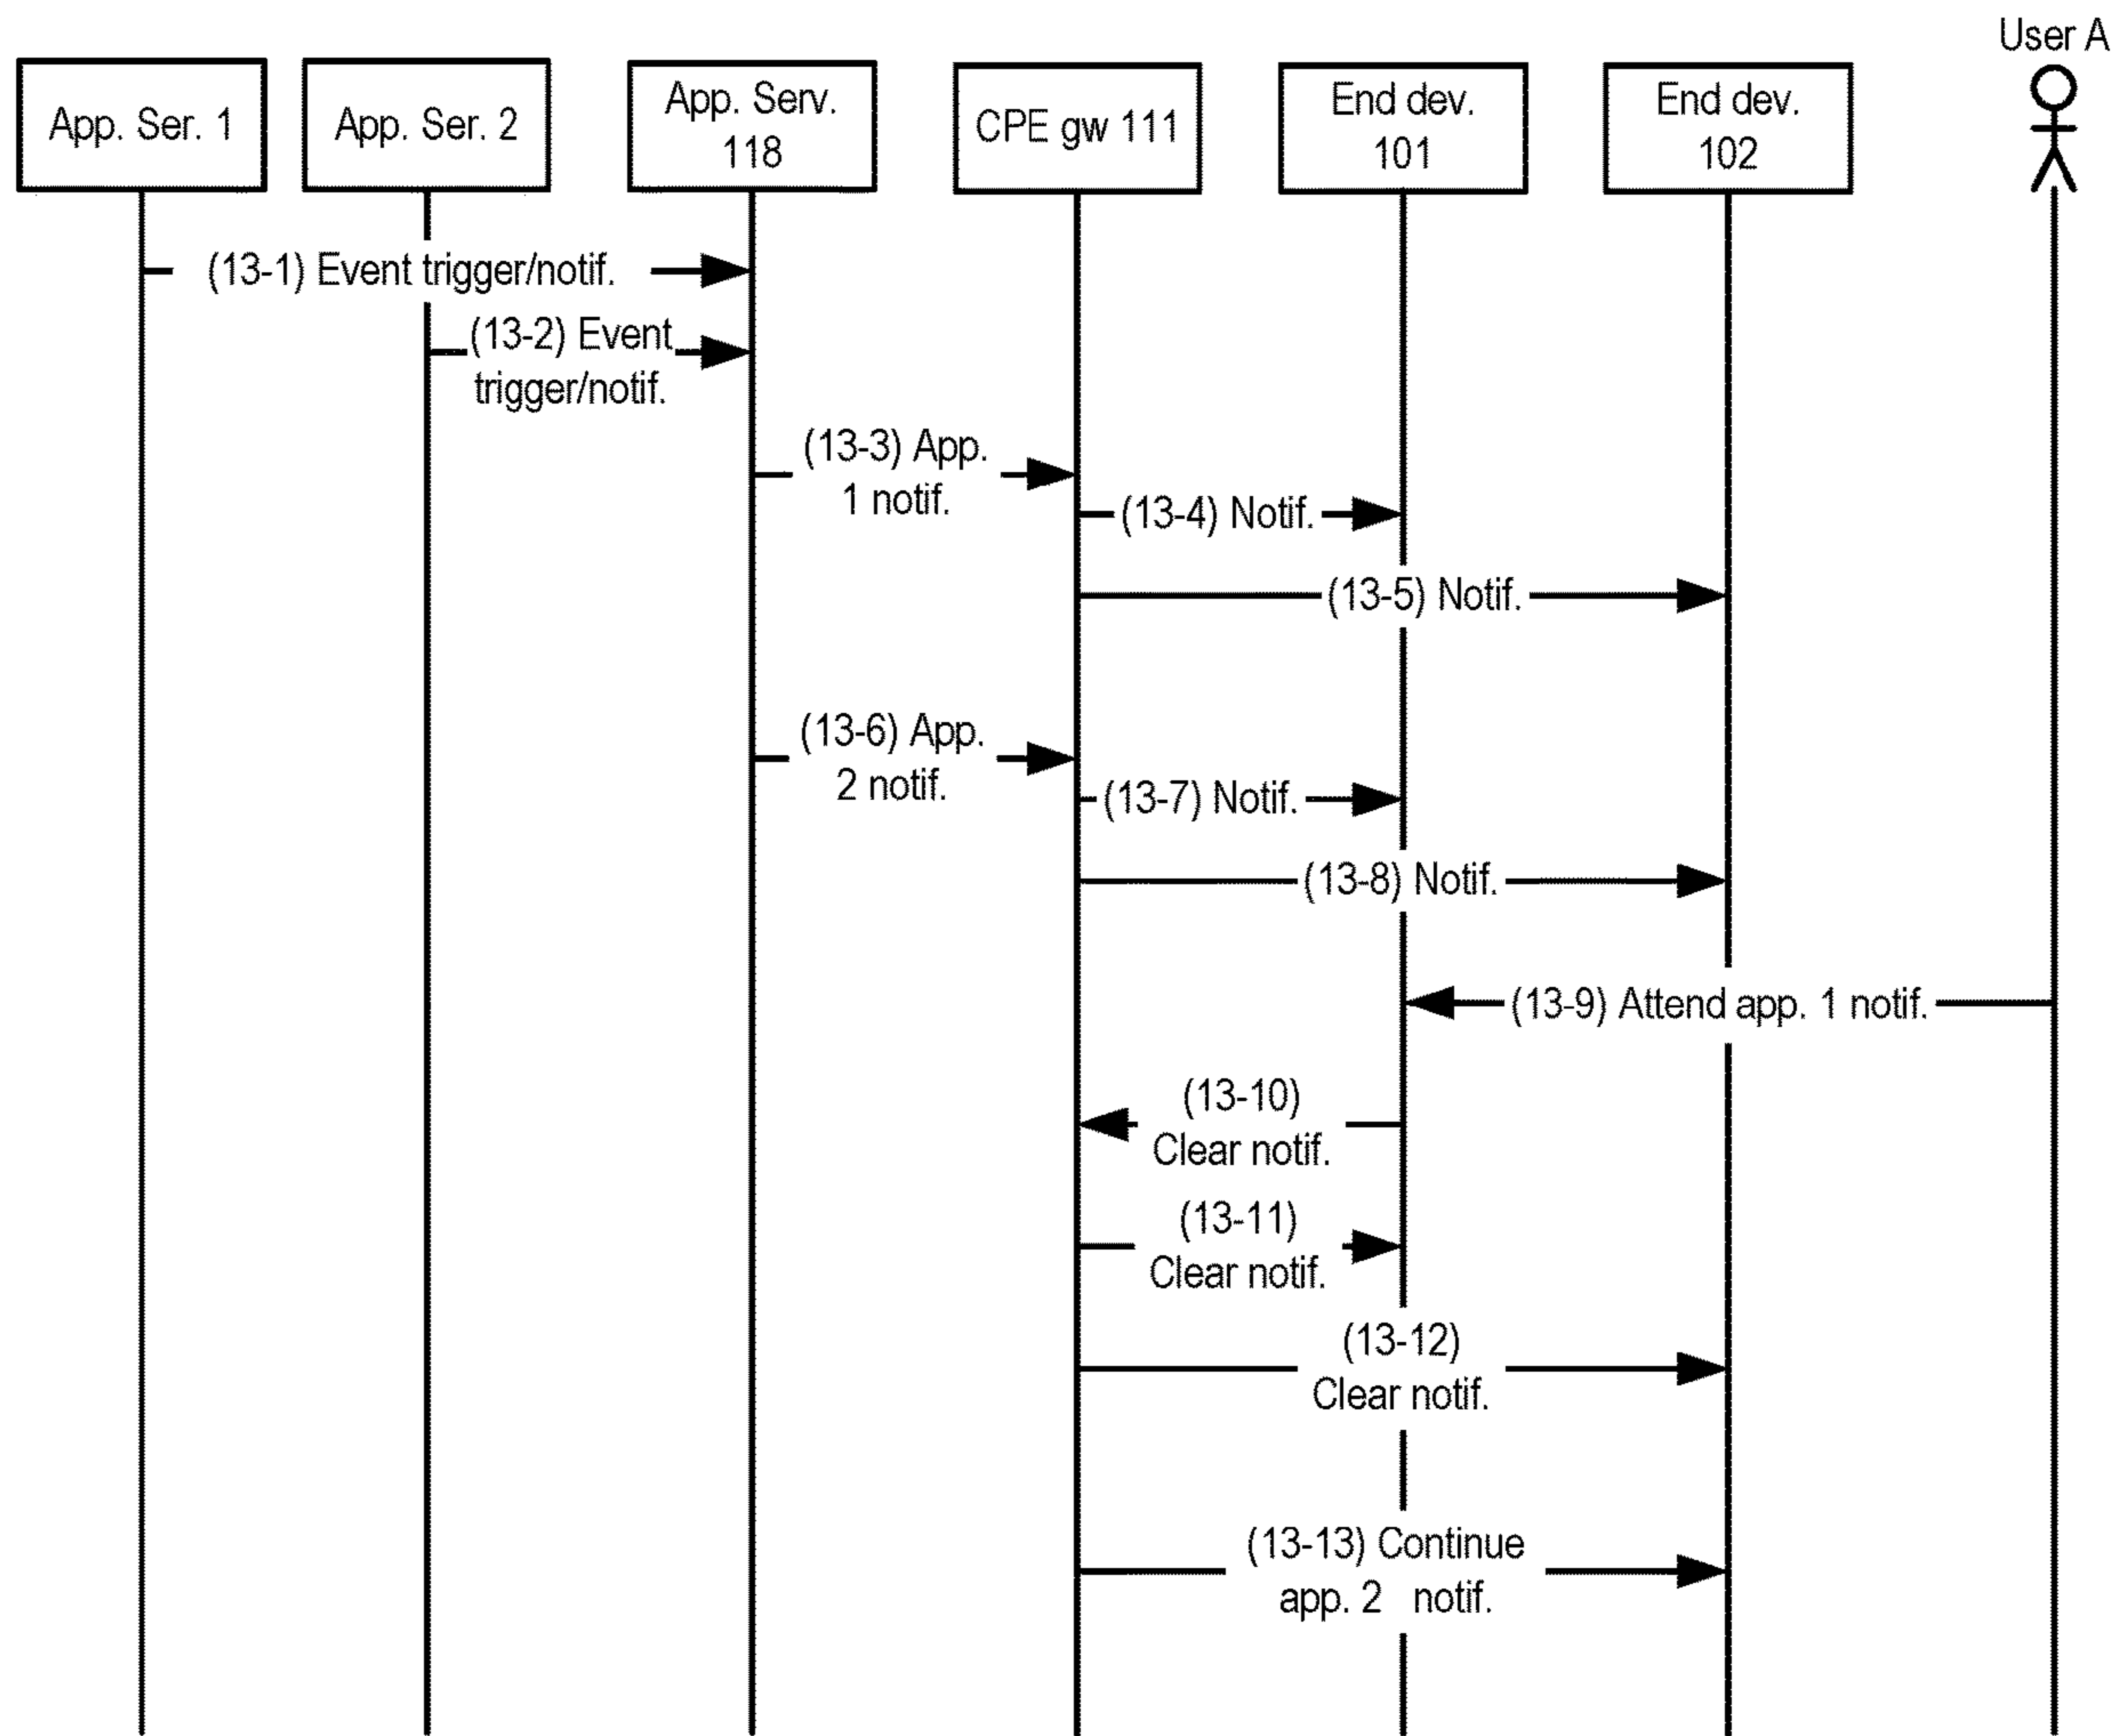 User A
App. Ser. 1
App. Ser. 2
App. Serv.
118
CPE gw 111
End dev.
101
End dev.
102
(13-1) Event trigger/notif.
(13-2) Event
trigger/notif.
(13-3) App.
1 notif.
(13-4) Notif.
(13-5) Notif.
(13-6) App.
2 notif.
(13-7) Notif.
(13-8) Notif.
(13-9) Attend app. 1 notif.
(13-10)
Clear notif.
(13-11)
Clear notif.
(13-12)
Clear notif.
(13-13) Continue
app. 2 notif.